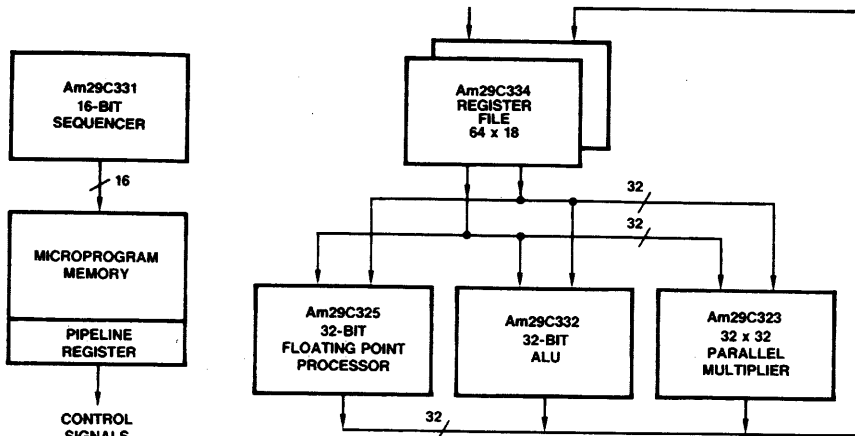 Am29C331
16-BIT
SEQUENCER
16
MICROPROGRAM
MEMORY
PIPELINE
REGISTER
CONTROL
SIGNALS
Am29C334
REGISTER
FILE
64 x 18
32
32
Am29C325
32-BIT
FLOATING POINT
PROCESSOR
Am29C332
32-BIT
ALU
Am29C323
32 x 32
PARALLEL
MULTIPLIER
32